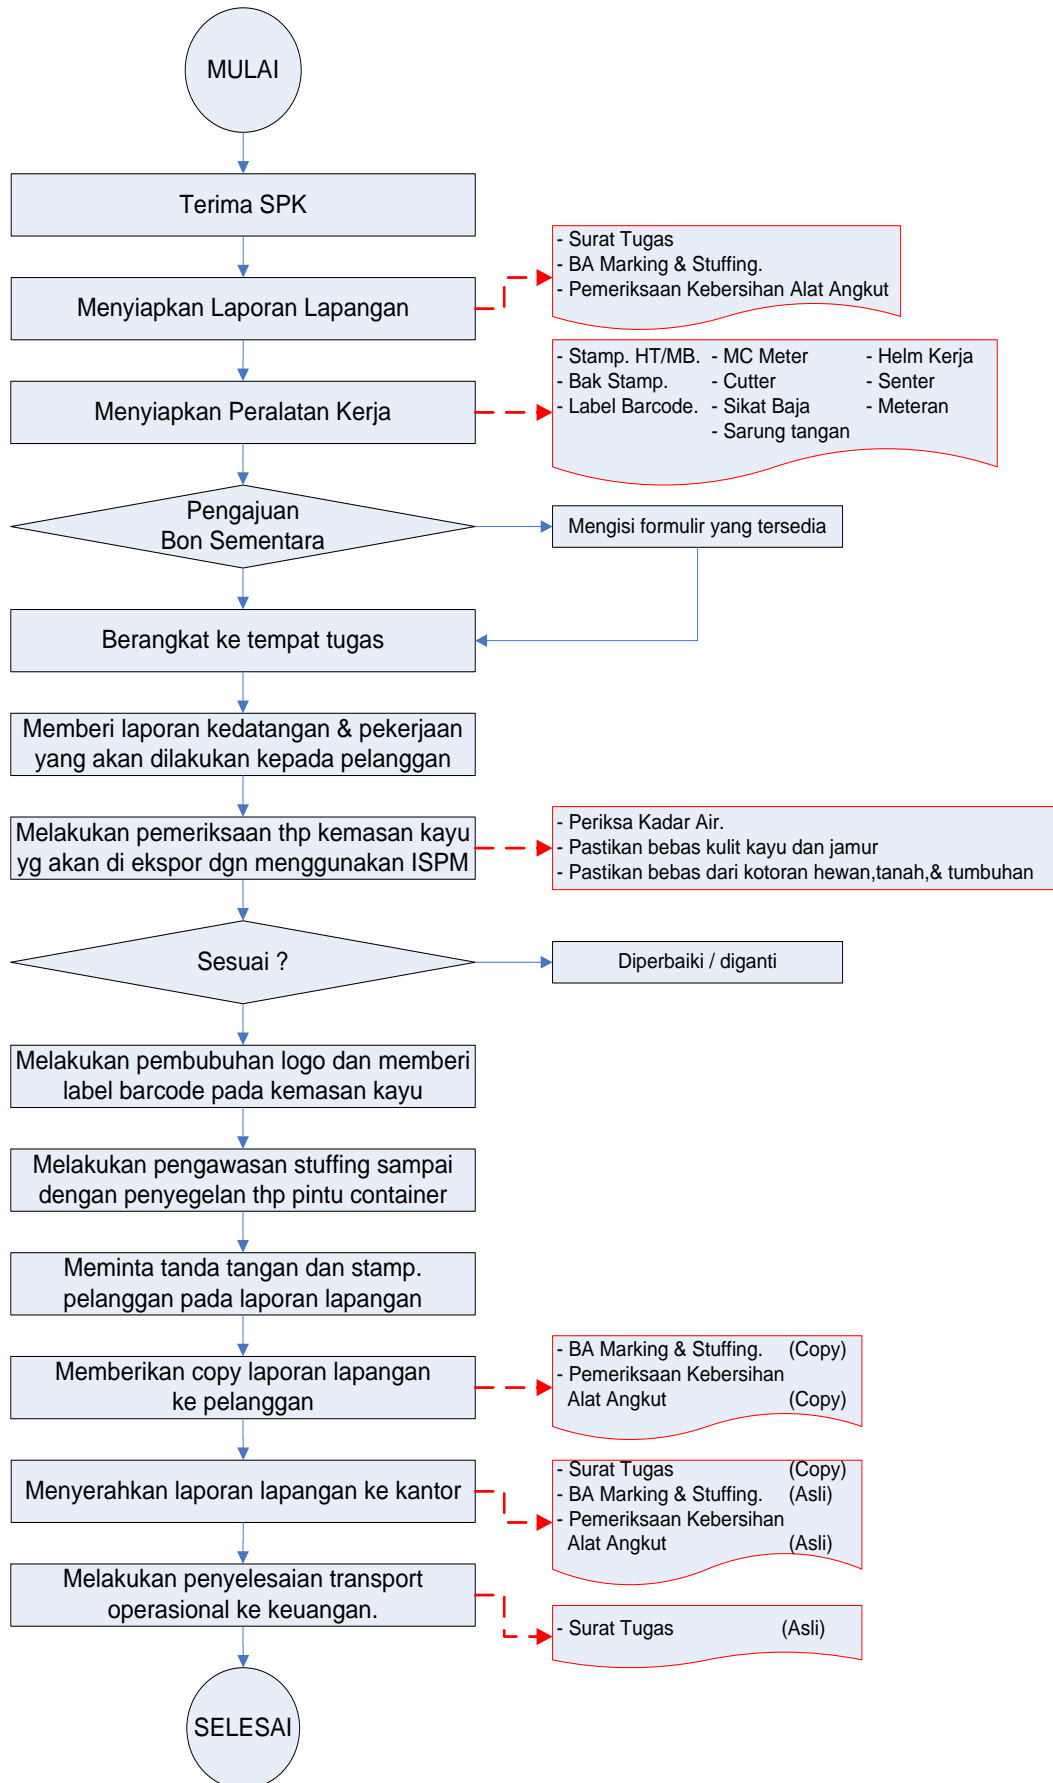 MULAI
Terima SPK
Menyiapkan Laporan Lapangan
- Surat Tugas
- BA Marking & Stuffing.
- Pemeriksaan Kebersihan Alat Angkut
Menyiapkan Peralatan Kerja
- Stamp. HT/MB. - MC Meter - Helm Kerja
- Bak Stamp. - Cutter - Senter
- Label Barcode. - Sikat Baja - Meteran
- Sarung tangan
Pengajuan
Bon Sementara
Mengisi formulir yang tersedia
Berangkat ke tempat tugas
Memberi laporan kedatangan & pekerjaan
yang akan dilakukan kepada pelanggan
Melakukan pemeriksaan thp kemasan kayu
yg akan di ekspor dgn menggunakan ISPM
- Periksa Kadar Air.
- Pastikan bebas kulit kayu dan jamur
- Pastikan bebas dari kotoran hewan,tanah,& tumbuhan
Sesuai ?
Diperbaiki / diganti
Melakukan pembubuhan logo dan memberi
label barcode pada kemasan kayu
Melakukan pengawasan stuffing sampai
dengan penyegelan thp pintu container
Meminta tanda tangan dan stamp.
pelanggan pada laporan lapangan
Memberikan copy laporan lapangan
ke pelanggan
- BA Marking & Stuffing. (Copy)
- Pemeriksaan Kebersihan
Alat Angkut (Copy)
Menyerahkan laporan lapangan ke kantor
- Surat Tugas (Copy)
- BA Marking & Stuffing. (Asli)
- Pemeriksaan Kebersihan
Alat Angkut (Asli)
Melakukan penyelesaian transport
operasional ke keuangan.
- Surat Tugas (Asli)
SELESAI